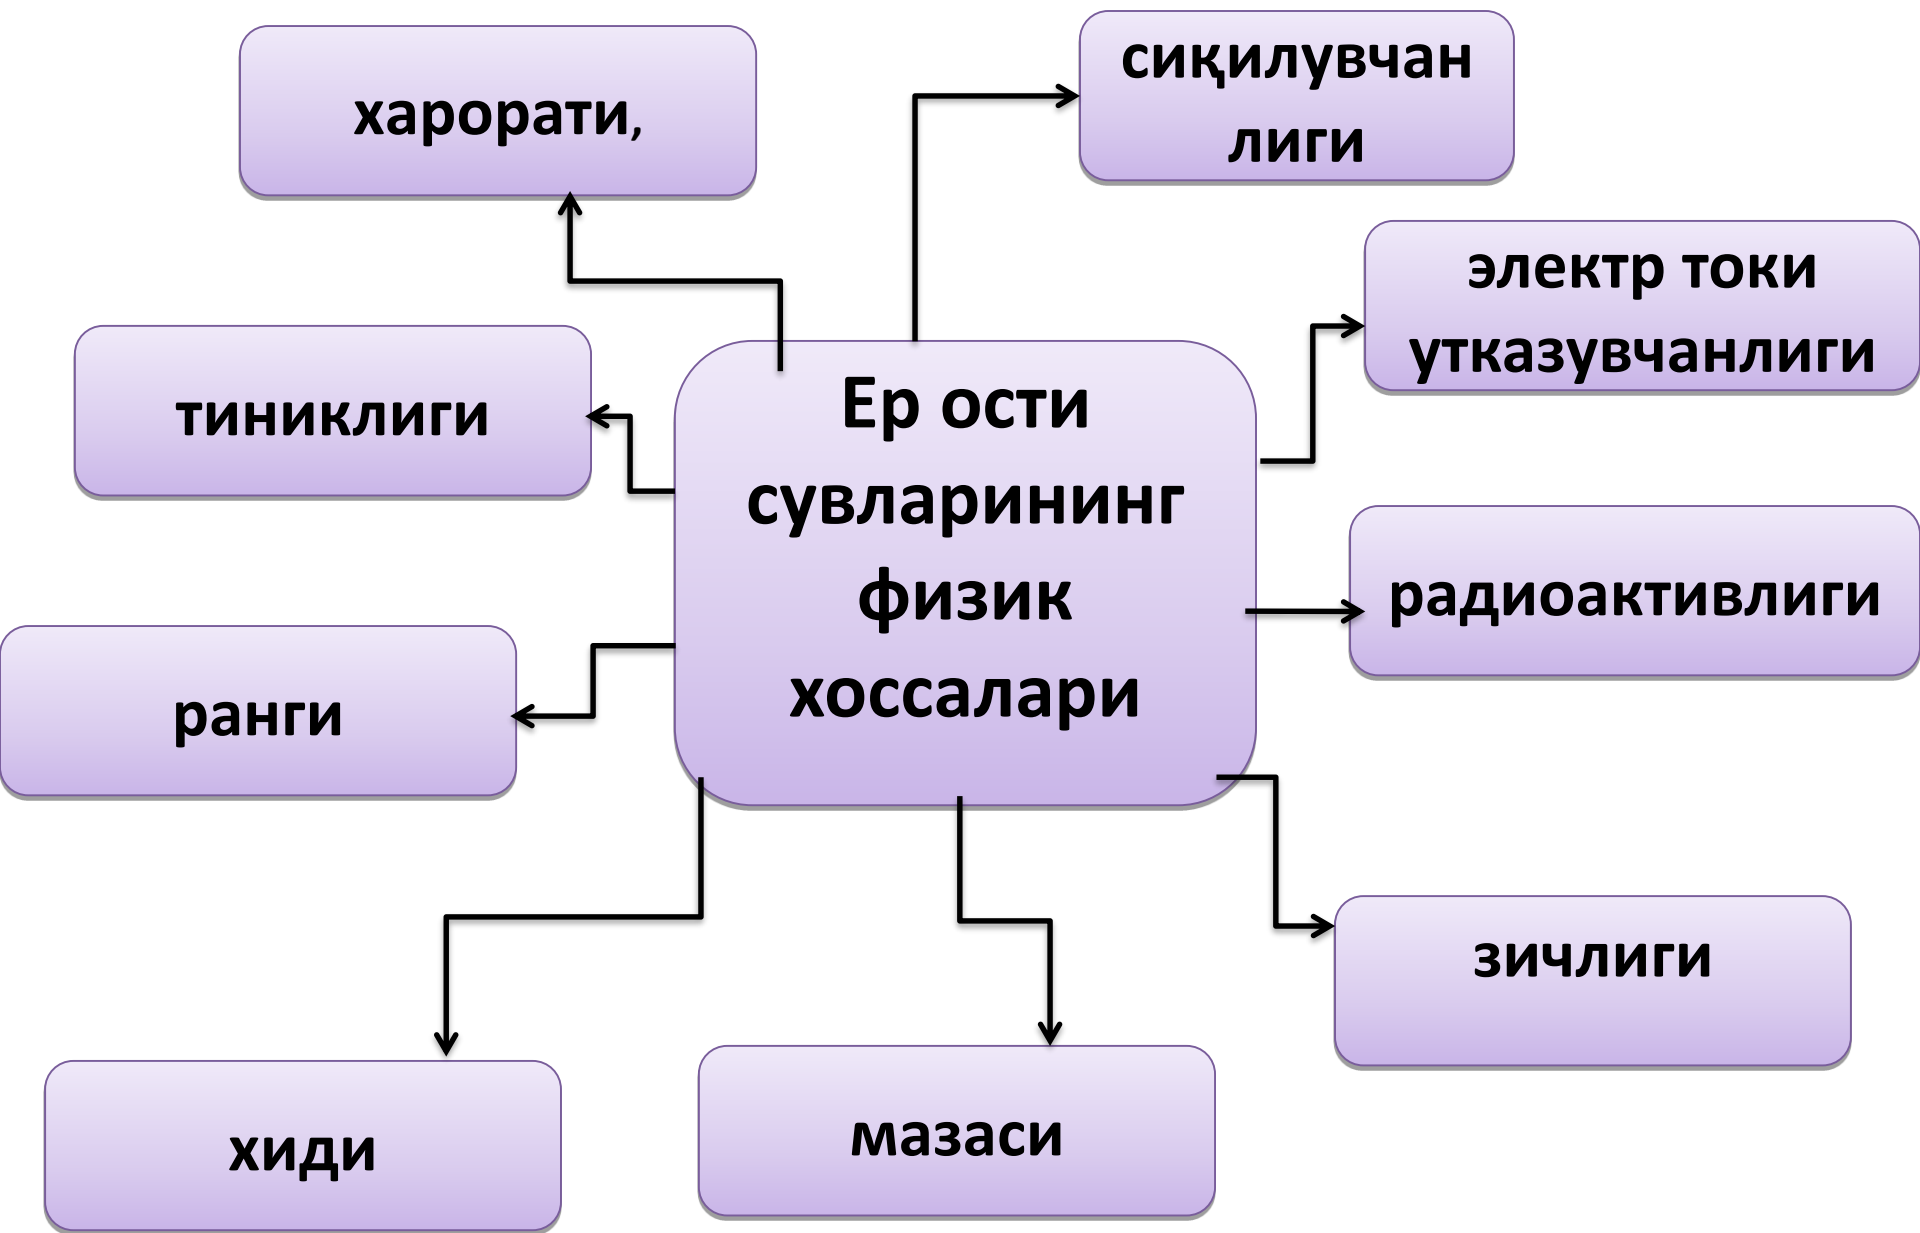 харорати,
сиқилувчан
лиги
электр токи
утказувчанлиги
тиниклиги
Ер ости
сувларининг
физик
хоссалари
радиоактивлиги
ранги
зичлиги
хиди
мазаси